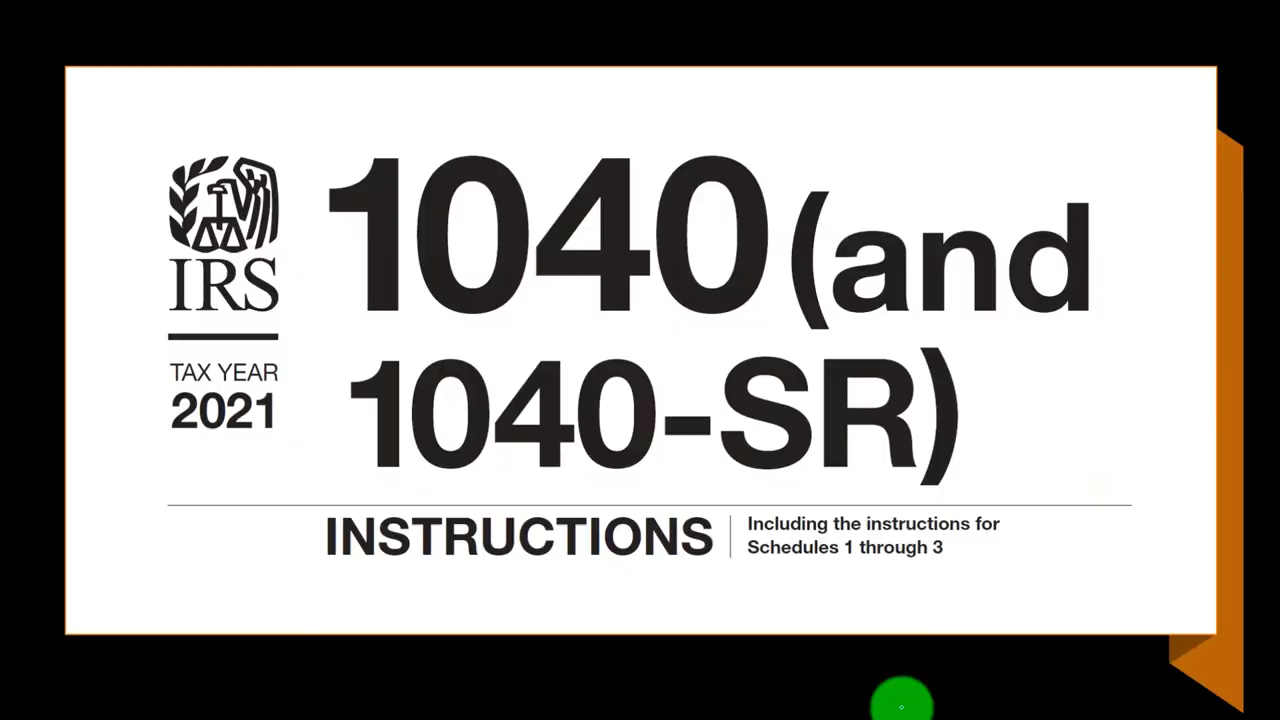 IRS
TAX YEAR
2021
1040 (and
1040-SR)
INSTRUCTIONS
Including the instructions for
Schedules 1 through 3